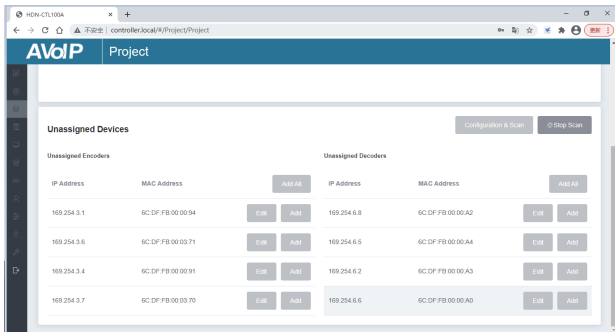 HDN-CTL100A
不安全 | controller.local/#/Project/Project
更新
AVoIP Project
Unassigned Devices
Configuration & Scan Stop Scan
Unassigned Encoders Unassigned Decoders
IP Address MAC Address Add All IP Address MAC Address Add All
169.254.3.1 6C:DF:FB:00:00:94 Edit Add 169.254.6.8 6C:DF:FB:00:00:A2 Edit Add
169.254.3.6 6C:DF:FB:00:03:71 Edit Add 169.254.6.5 6C:DF:FB:00:00:A4 Edit Add
169.254.3.4 6C:DF:FB:00:00:91 Edit Add 169.254.6.2 6C:DF:FB:00:00:A3 Edit Add
169.254.3.7 6C:DF:FB:00:03:70 Edit Add 169.254.6.6 6C:DF:FB:00:00:A0 Edit Add